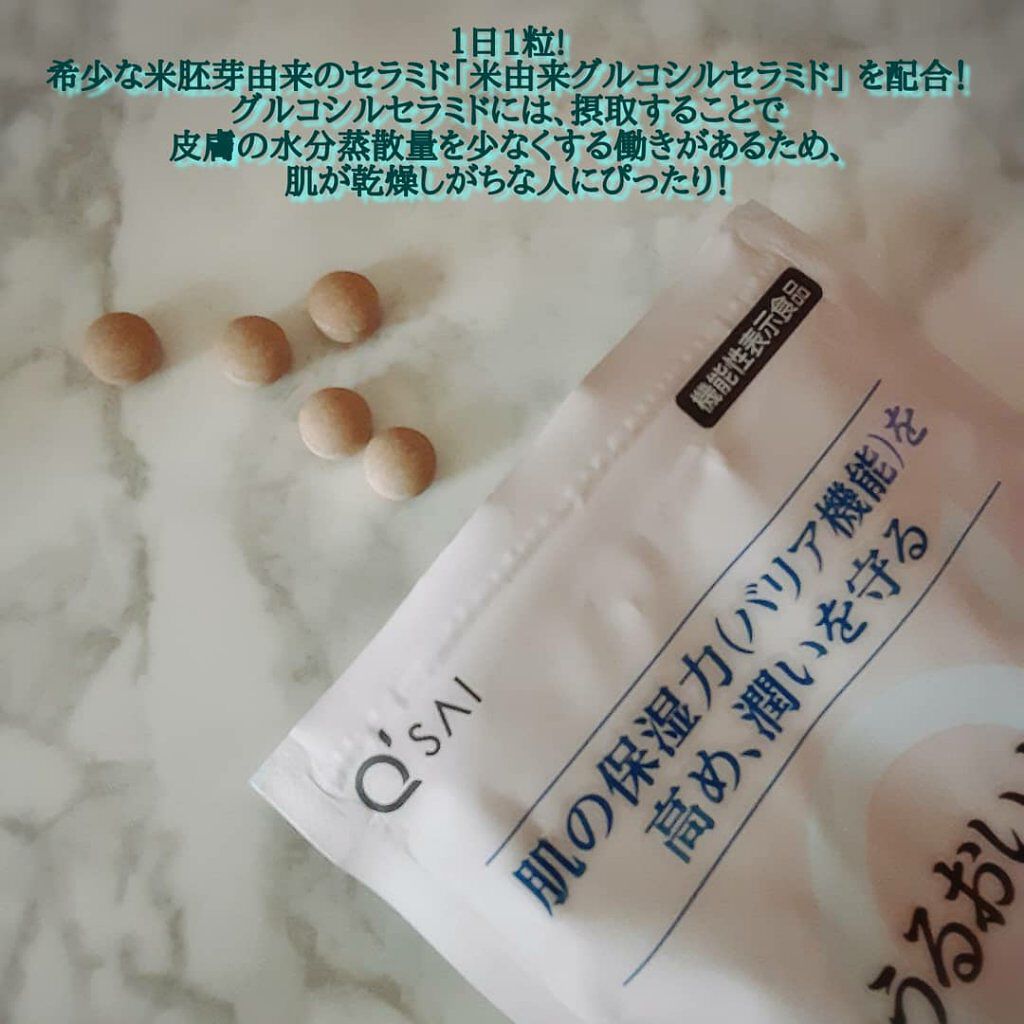 1日1粒!
希少な米胚芽由来のセラミド「米由来グルコシルセラミド」を配合!
グルコシルセラミドには、摂取することで
皮膚の水分蒸散量を少なくする働きがあるため、
肌が乾燥しがちな人にぴったり!
機能性表示食品
肌の保湿力(バリア機能)を
高め、潤いを守る
Q'SAI
うるおい